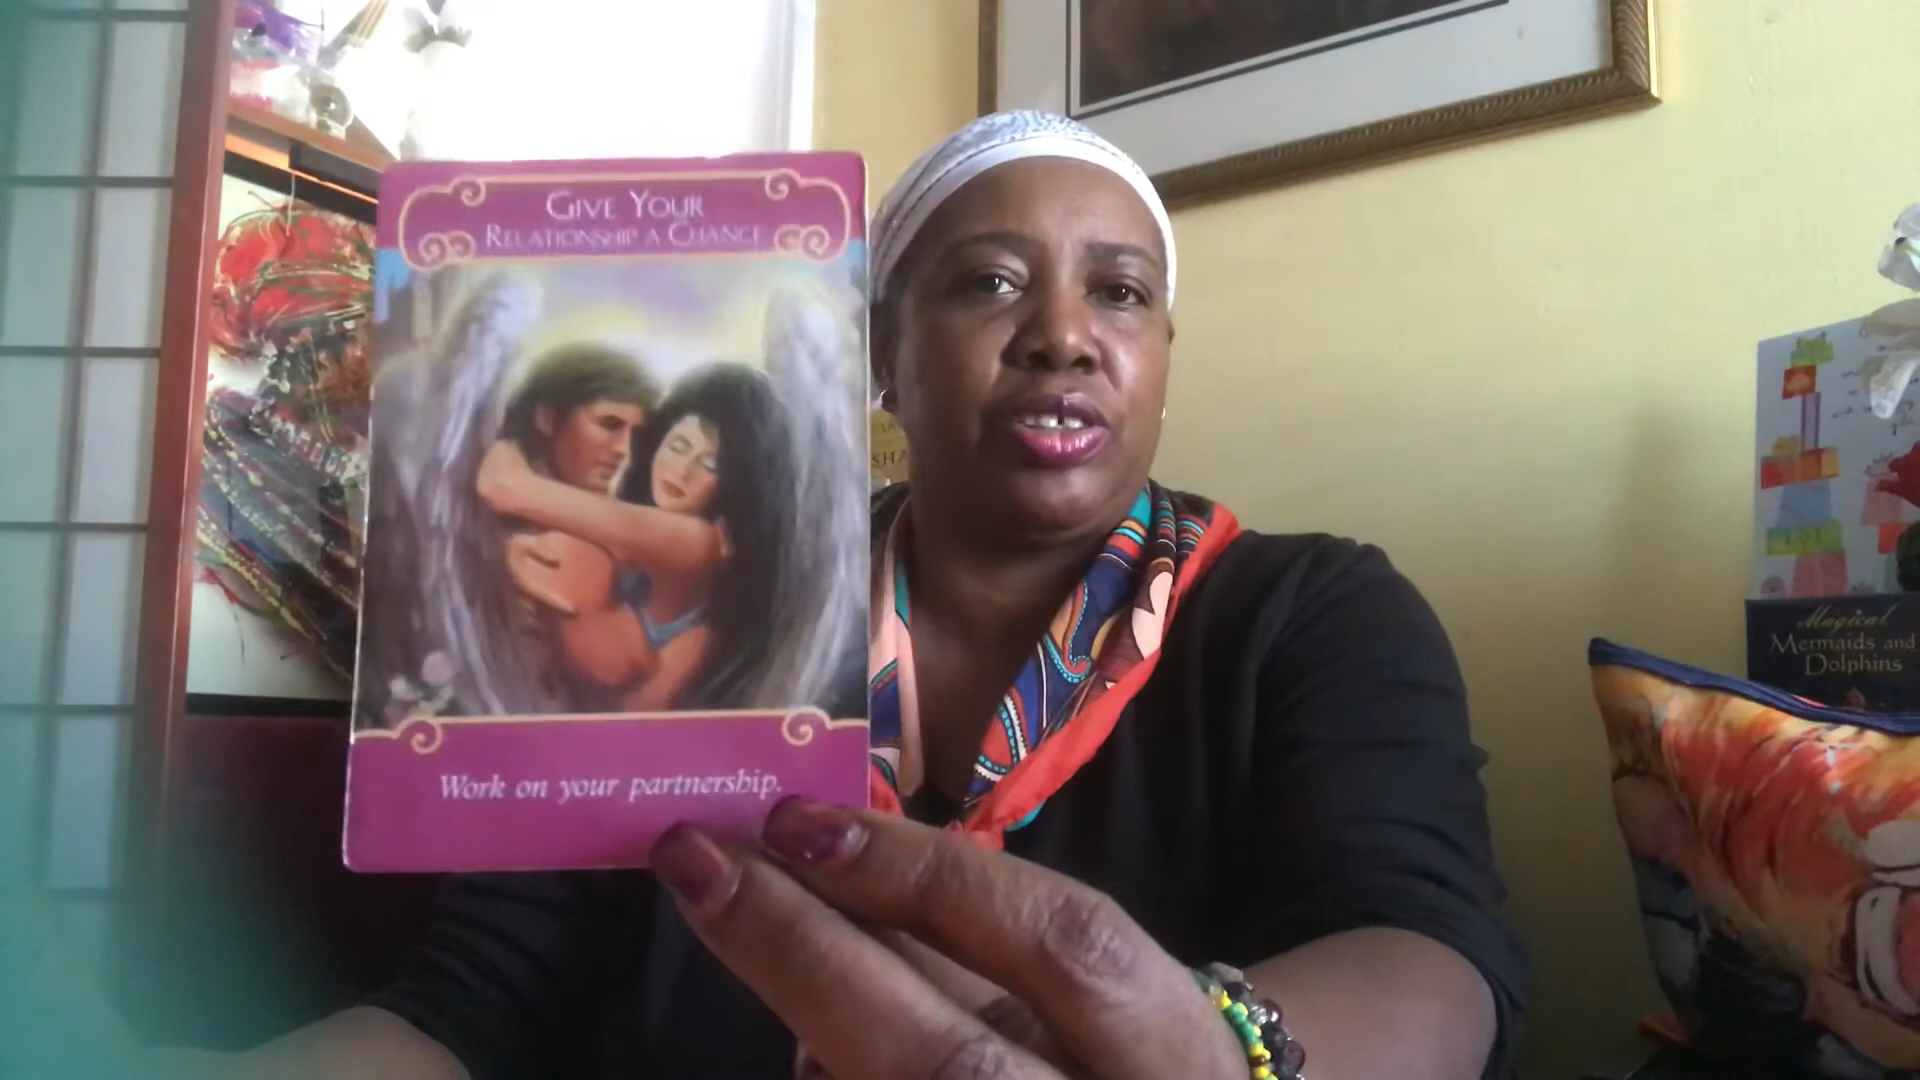 GIVE YOUR
RELATIONSHIP A CHANCE
Work on your partnership.
Magical
Mermaids and
Dolphins